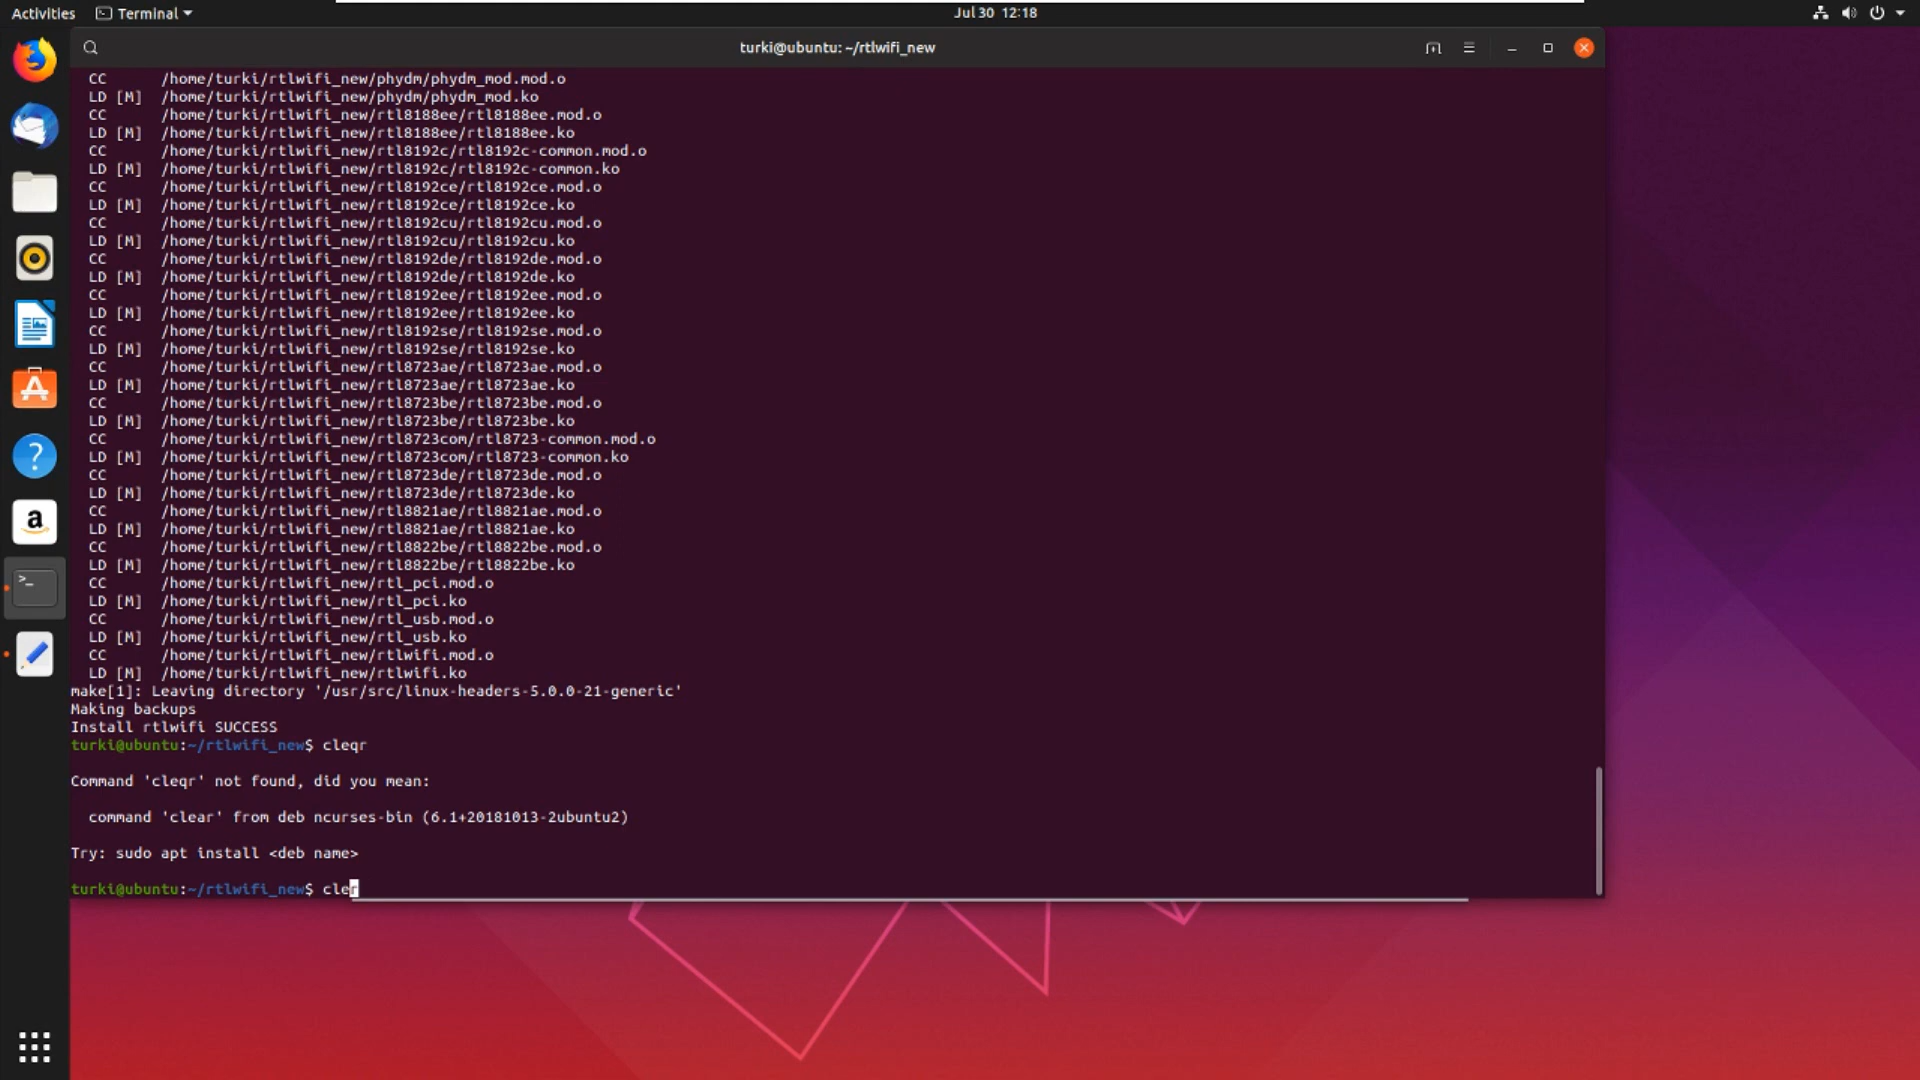 Activities Terminal Jul 30 12:18
turki@ubuntu: ~/rtlwifi_new
CC /home/turki/rtlwifi_new/phydm/phydm_mod.mod.o
LD [M] /home/turki/rtlwifi_new/phydm/phydm_mod.ko
CC /home/turki/rtlwifi_new/rtl8188ee/rtl8188ee.mod.o
LD [M] /home/turki/rtlwifi_new/rtl8188ee/rtl8188ee.ko
CC /home/turki/rtlwifi_new/rtl8192c/rtl8192c-common.mod.o
LD [M] /home/turki/rtlwifi_new/rtl8192c/rtl8192c-common.ko
CC /home/turki/rtlwifi_new/rtl8192ce/rtl8192ce.mod.o
LD [M] /home/turki/rtlwifi_new/rtl8192ce/rtl8192ce.ko
CC /home/turki/rtlwifi_new/rtl8192cu/rtl8192cu.mod.o
LD [M] /home/turki/rtlwifi_new/rtl8192cu/rtl8192cu.ko
CC /home/turki/rtlwifi_new/rtl8192de/rtl8192de.mod.o
LD [M] /home/turki/rtlwifi_new/rtl8192de/rtl8192de.ko
CC /home/turki/rtlwifi_new/rtl8192ee/rtl8192ee.mod.o
LD [M] /home/turki/rtlwifi_new/rtl8192ee/rtl8192ee.ko
CC /home/turki/rtlwifi_new/rtl8192se/rtl8192se.mod.o
LD [M] /home/turki/rtlwifi_new/rtl8192se/rtl8192se.ko
CC /home/turki/rtlwifi_new/rtl8723ae/rtl8723ae.mod.o
LD [M] /home/turki/rtlwifi_new/rtl8723ae/rtl8723ae.ko
CC /home/turki/rtlwifi_new/rtl8723be/rtl8723be.mod.o
LD [M] /home/turki/rtlwifi_new/rtl8723be/rtl8723be.ko
CC /home/turki/rtlwifi_new/rtl8723com/rtl8723-common.mod.o
LD [M] /home/turki/rtlwifi_new/rtl8723com/rtl8723-common.ko
CC /home/turki/rtlwifi_new/rtl8723de/rtl8723de.mod.o
LD [M] /home/turki/rtlwifi_new/rtl8723de/rtl8723de.ko
CC /home/turki/rtlwifi_new/rtl8821ae/rtl8821ae.mod.o
LD [M] /home/turki/rtlwifi_new/rtl8821ae/rtl8821ae.ko
CC /home/turki/rtlwifi_new/rtl8822be/rtl8822be.mod.o
LD [M] /home/turki/rtlwifi_new/rtl8822be/rtl8822be.ko
CC /home/turki/rtlwifi_new/rtl_pci.mod.o
LD [M] /home/turki/rtlwifi_new/rtl_pci.ko
CC /home/turki/rtlwifi_new/rtl_usb.mod.o
LD [M] /home/turki/rtlwifi_new/rtl_usb.ko
CC /home/turki/rtlwifi_new/rtlwifi.mod.o
LD [M] /home/turki/rtlwifi_new/rtlwifi.ko
make[1]: Leaving directory '/usr/src/linux-headers-5.0.0-21-generic'
Making backups
Install rtlwifi SUCCESS
turki@ubuntu:~/rtlwifi_new$ cleqr
Command 'cleqr' not found, did you mean:
command 'clear' from deb ncurses-bin (6.1+20181013-2ubuntu2)
Try: sudo apt install <deb name>
turki@ubuntu:~/rtlwifi_new$ cler